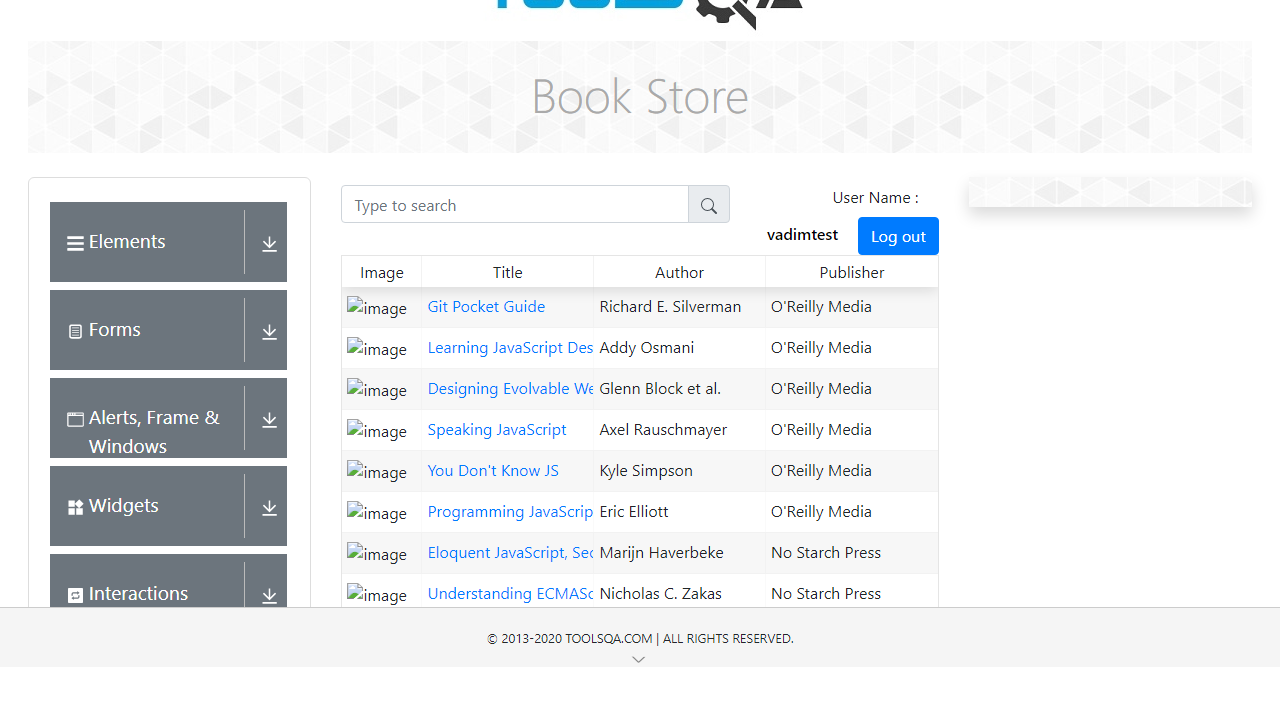 Book Store
Type to search
User Name :
vadimtest
Log out
Elements
Forms
Alerts, Frame &
Windows
Widgets
Interactions
Image Title Author Publisher
image Git Pocket Guide Richard E. Silverman O'Reilly Media
image Learning JavaScript Des Addy Osmani O'Reilly Media
image Designing Evolvable We Glenn Block et al. O'Reilly Media
image Speaking JavaScript Axel Rauschmayer O'Reilly Media
image You Don't Know JS Kyle Simpson O'Reilly Media
image Programming JavaScrip Eric Elliott O'Reilly Media
image Eloquent JavaScript, Sec Marijn Haverbeke No Starch Press
image Understanding ECMASc Nicholas C. Zakas No Starch Press
© 2013-2020 TOOLSQA.COM | ALL RIGHTS RESERVED.